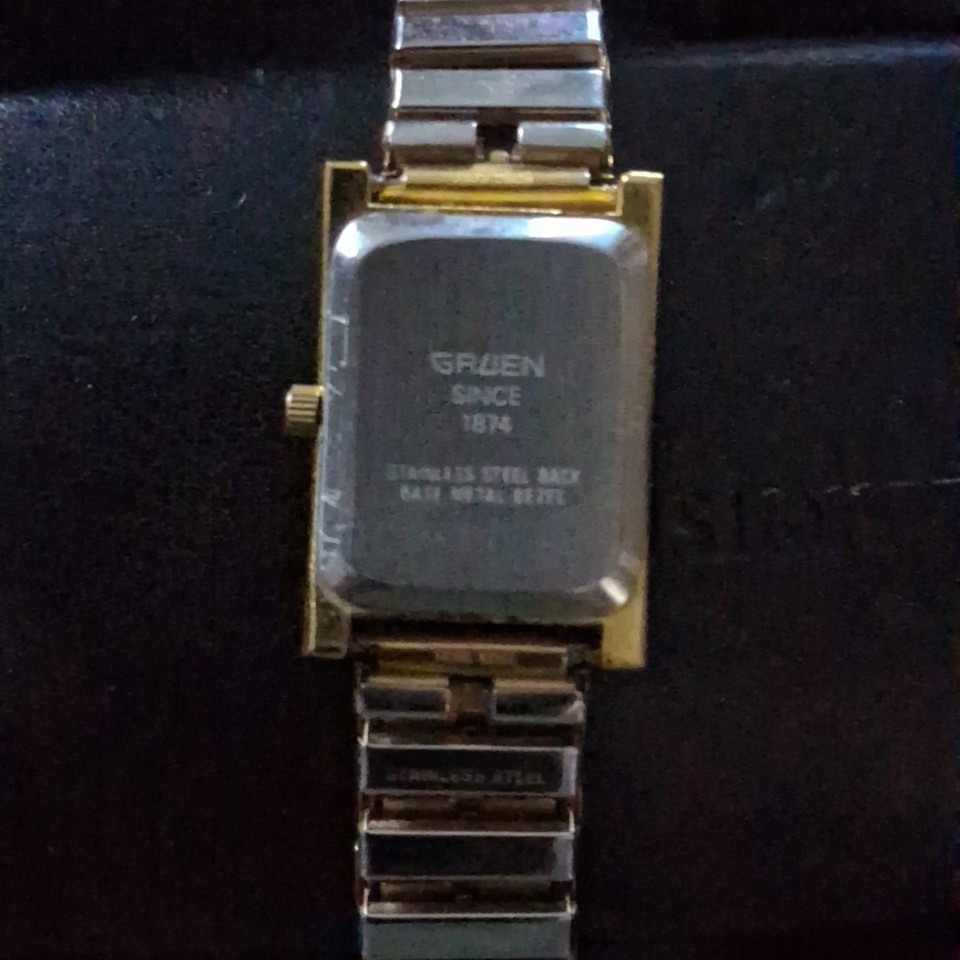 GRUEN
SINCE
1874
STAINLESS STEEL BACK
BASE METAL BEZEL
STAINLESS STEEL